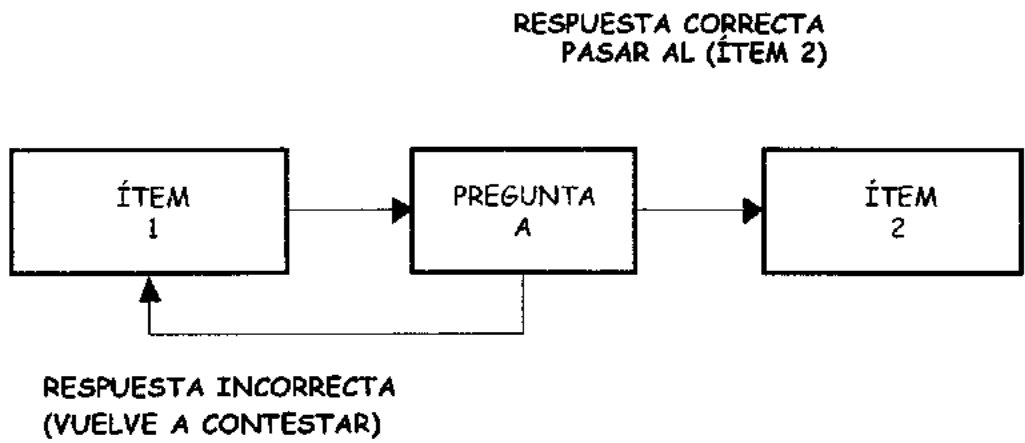 RESPUESTA CORRECTA
PASAR AL (ÍTEM 2)
ÍTEM
1
PREGUNTA
A
ÍTEM
2
RESPUESTA INCORRECTA
(VUELVE A CONTESTAR)